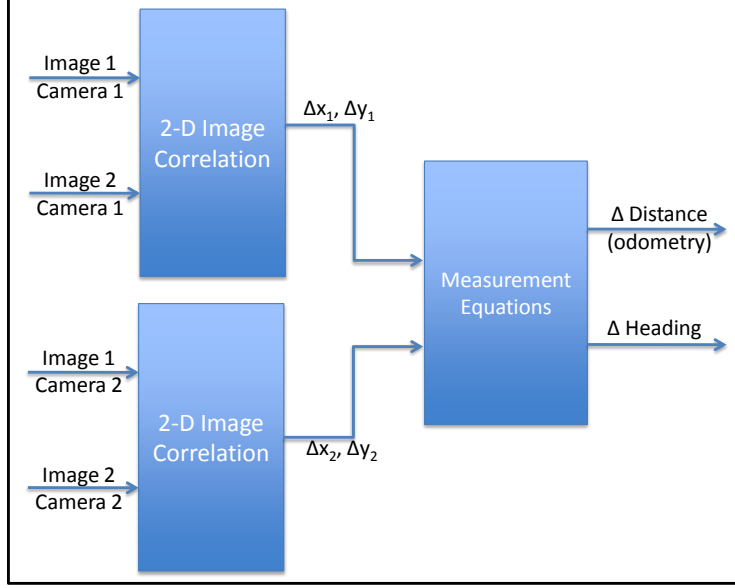 Image 1
Camera 1
Image 2
Camera 1
2-D Image
Correlation
Δx₁, Δy₁
Image 1
Camera 2
Image 2
Camera 2
2-D Image
Correlation
Δx₂, Δy₂
Measurement
Equations
Δ Distance
(odometry)
Δ Heading